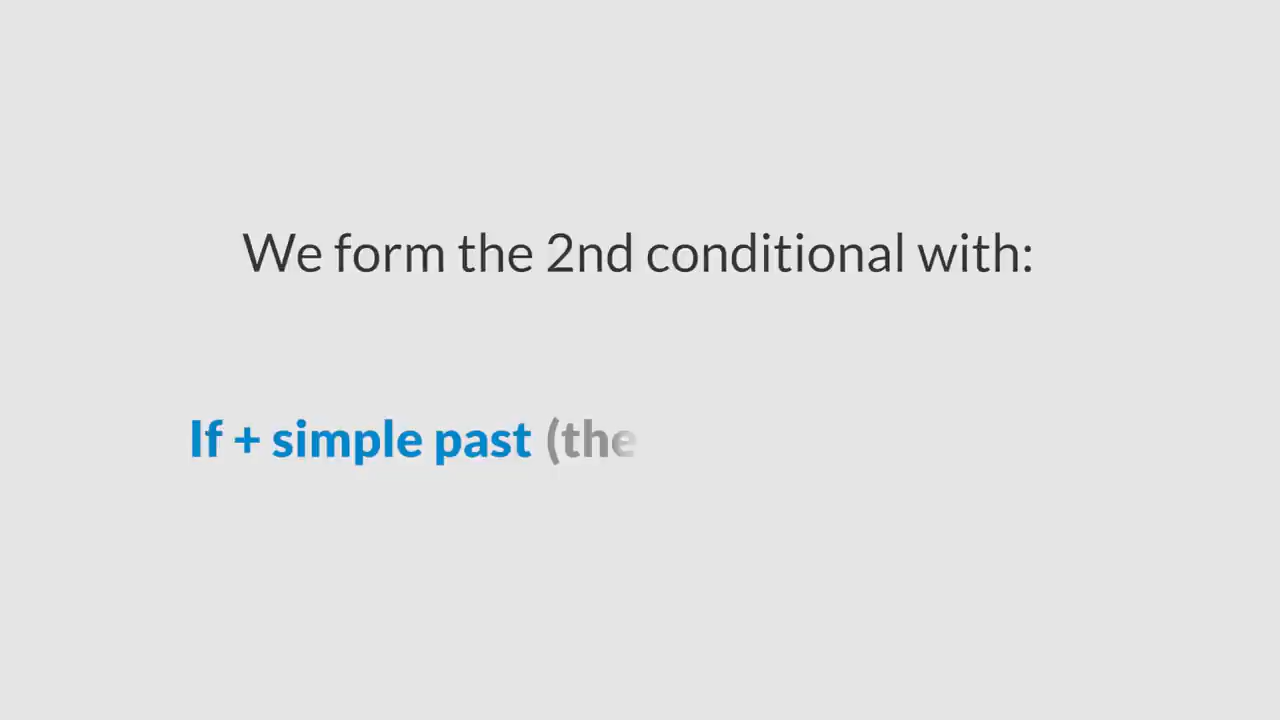 We form the 2nd conditional with:
If + simple past (the